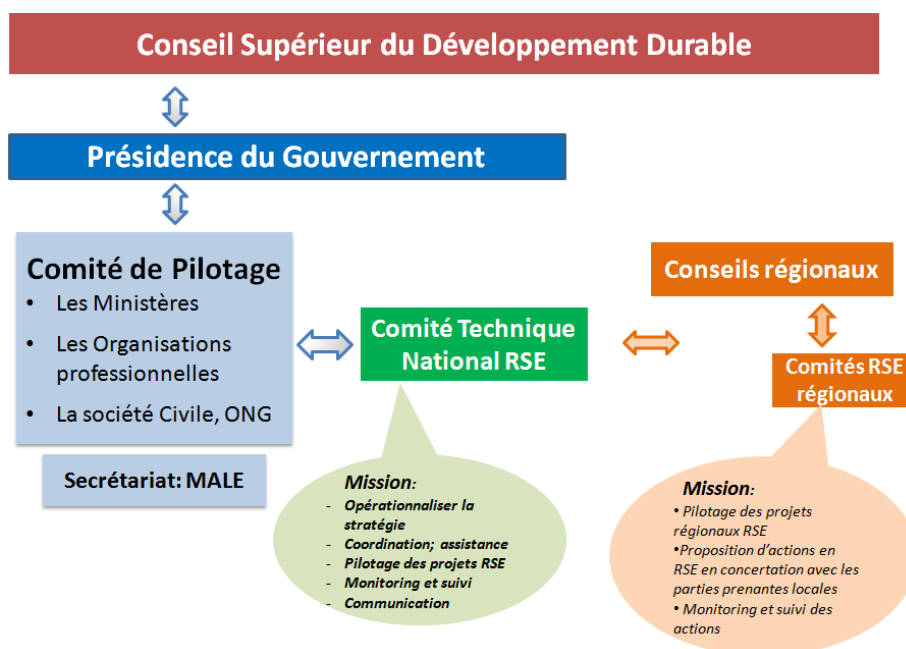 Conseil Supérieur du Développement Durable
Présidence du Gouvernement
Comité de Pilotage
• Les Ministères
• Les Organisations
professionnelles
• La société Civile, ONG
Secrétariat: MALE
Comité Technique
National RSE
Conseils régionaux
Comités RSE
régionaux
Mission:
- Opérationnaliser la
stratégie
- Coordination; assistance
- Pilotage des projets RSE
- Monitoring et suivi
- Communication
Mission:
• Pilotage des projets
régionaux RSE
•Proposition d'actions en
RSE en concertation avec les
parties prenantes locales
• Monitoring et suivi des
actions